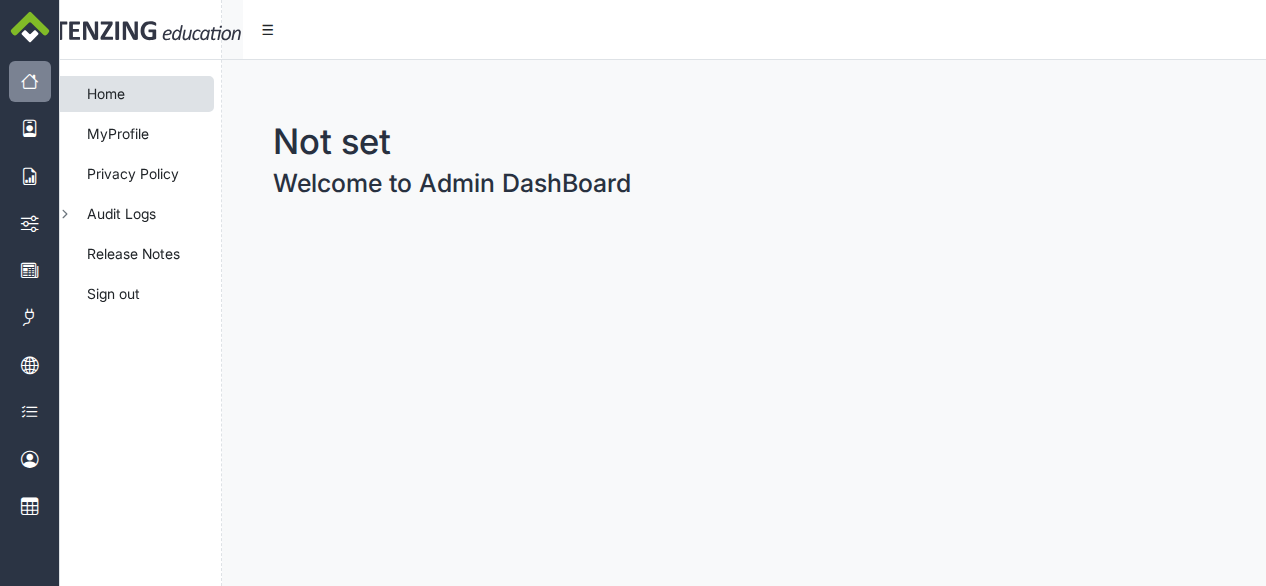 TENZING education
☰
Home
MyProfile
Privacy Policy
Audit Logs
Release Notes
Sign out
Not set
Welcome to Admin DashBoard